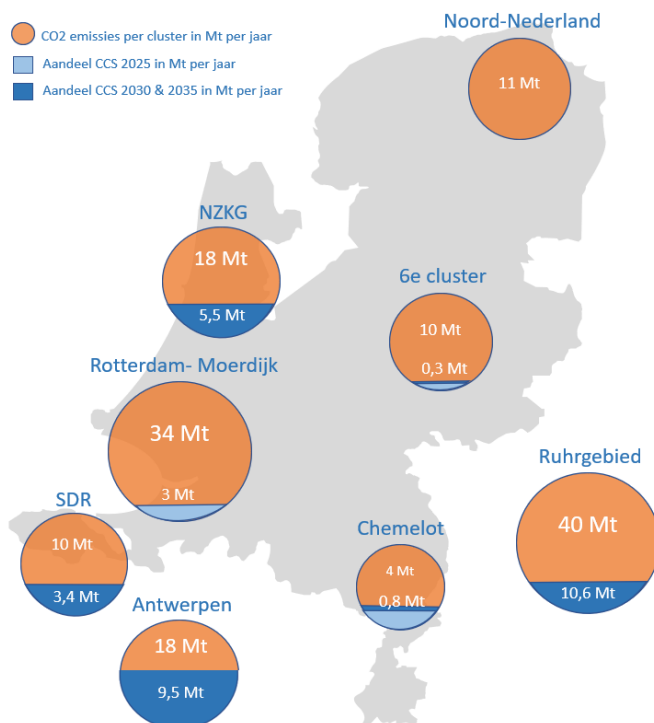 CO2 emissies per cluster in Mt per jaar
Aandeel CCS 2025 in Mt per jaar
Aandeel CCS 2030 & 2035 in Mt per jaar
Noord-Nederland
11 Mt
NZKG
18 Mt
5,5 Mt
6e cluster
10 Mt
0,3 Mt
Rotterdam- Moerdijk
34 Mt
3 Mt
Ruhrgebied
40 Mt
10,6 Mt
SDR
10 Mt
3,4 Mt
Chemelot
4 Mt
0,8 Mt
Antwerpen
18 Mt
9,5 Mt